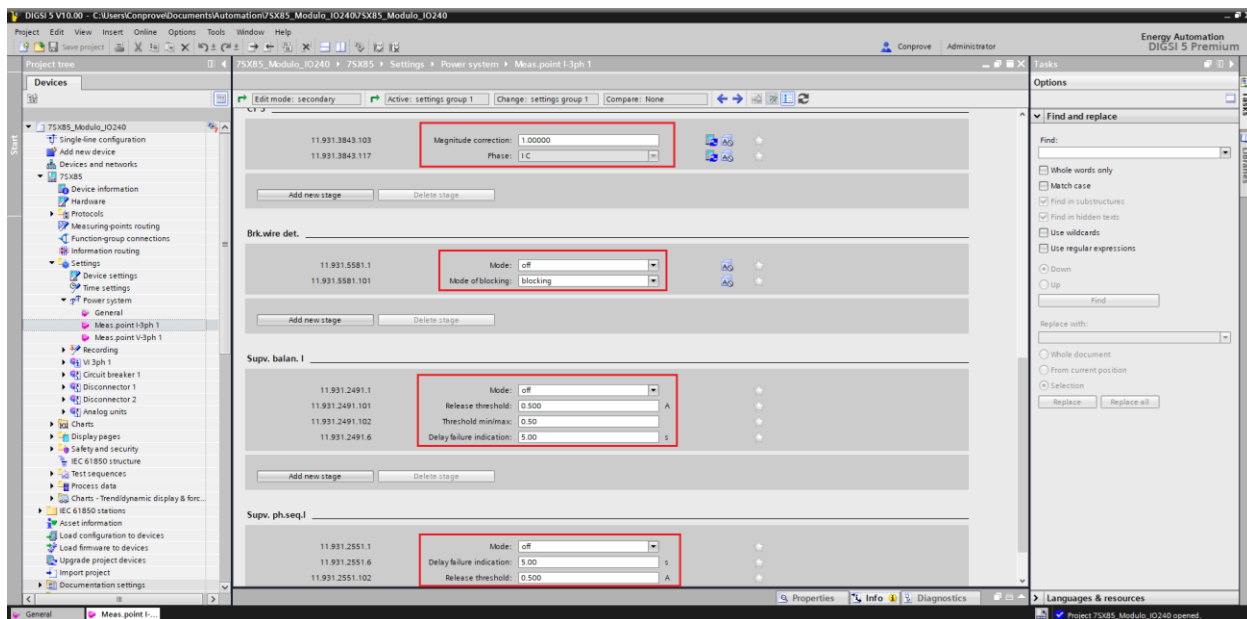 DIGSI 5 V10.00 - C:\Users\Conprove\Documents\Automation\7SX85_Modulo_IO240\7SX85_Modulo_IO240
Project Edit View Insert Online Options Tools Window Help
Energy Automation
DIGSI 5 Premium
Save project
Conprove Administrator
Project tree
7SX85_Modulo_IO240 7SX85 Settings Power system Meas.point I-3ph 1
Tasks
Devices
Options
Edit mode: secondary
Active: settings group 1
Change: settings group 1
Compare: None
Start
7SX85_Modulo_IO240
Single-line configuration
Add new device
Devices and networks
7SX85
Device information
Hardware
Protocols
Measuring-points routing
Function-group connections
Information routing
Settings
Device settings
Time settings
Power system
General
Meas.point I-3ph 1
Meas.point V-3ph 1
Recording
VI 3ph 1
Circuit breaker 1
Disconnector 1
Disconnector 2
Analog units
Charts
Display pages
Safety and security
IEC 61850 structure
Test sequences
Process data
Charts - Trend/dynamic display & forc...
IEC 61850 stations
Asset information
Load configuration to devices
Load firmware to devices
Upgrade project devices
Import project
Documentation settings
CT 3
11.931.3843.103 Magnitude correction: 1.00000
11.931.3843.117 Phase: I C
Add new stage Delete stage
Brk.wire det.
11.931.5581.1 Mode: off
11.931.5581.101 Mode of blocking: blocking
Add new stage Delete stage
Supv. balan. I
11.931.2491.1 Mode: off
11.931.2491.101 Release threshold: 0.500 A
11.931.2491.102 Threshold min/max: 0.50
11.931.2491.6 Delay failure indication: 5.00 s
Add new stage Delete stage
Supv. ph.seq.I
11.931.2551.1 Mode: off
11.931.2551.6 Delay failure indication: 5.00 s
11.931.2551.102 Release threshold: 0.500 A
Properties Info Diagnostics
Find and replace
Find:
Whole words only
Match case
Find in substructures
Find in hidden texts
Use wildcards
Use regular expressions
Down
Up
Find
Replace with:
Whole document
From current position
Selection
Replace Replace all
Languages & resources
Tasks
Libraries
General Meas.point I-...
Project 7SX85_Modulo_IO240 opened.